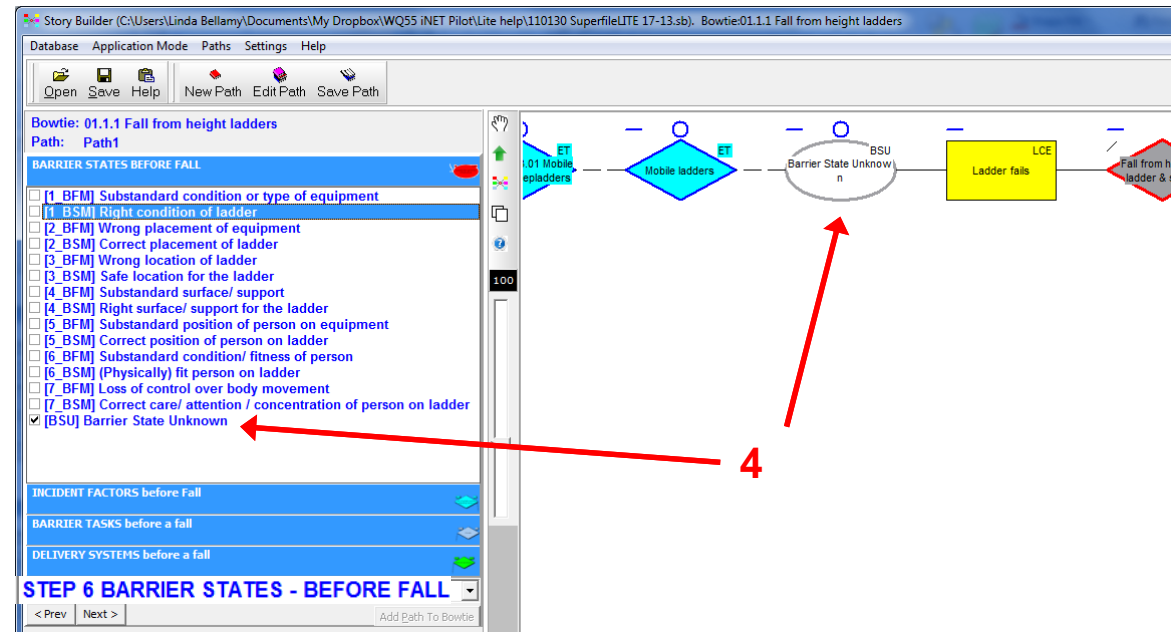 Story Builder (C:\Users\Linda Bellamy\Documents\My Dropbox\WQ55 iNET Pilot\Lite help\110130 SuperfileLITE 17-13.sb). Bowtie:01.1.1 Fall from height ladders
Database Application Mode Paths Settings Help
Open Save Help New Path Edit Path Save Path
Bowtie: 01.1.1 Fall from height ladders
Path: Path1
BARRIER STATES BEFORE FALL
[1_BFM] Substandard condition or type of equipment
[1_BSM] Right condition of ladder
[2_BFM] Wrong placement of equipment
[2_BSM] Correct placement of ladder
[3_BFM] Wrong location of ladder
[3_BSM] Safe location for the ladder
[4_BFM] Substandard surface/ support
[4_BSM] Right surface/ support for the ladder
[5_BFM] Substandard position of person on equipment
[5_BSM] Correct position of person on ladder
[6_BFM] Substandard condition/ fitness of person
[6_BSM] (Physically) fit person on ladder
[7_BFM] Loss of control over body movement
[7_BSM] Correct care/ attention / concentration of person on ladder
[BSU] Barrier State Unknown
INCIDENT FACTORS before Fall
BARRIER TASKS before a fall
DELIVERY SYSTEMS before a fall
STEP 6 BARRIER STATES - BEFORE FALL
< Prev Next > Add Path To Bowtie
100
ET
.01 Mobile
epladders
ET
Mobile ladders
BSU
Barrier State Unknow
n
LCE
Ladder fails
Fall from h
ladder & s
4